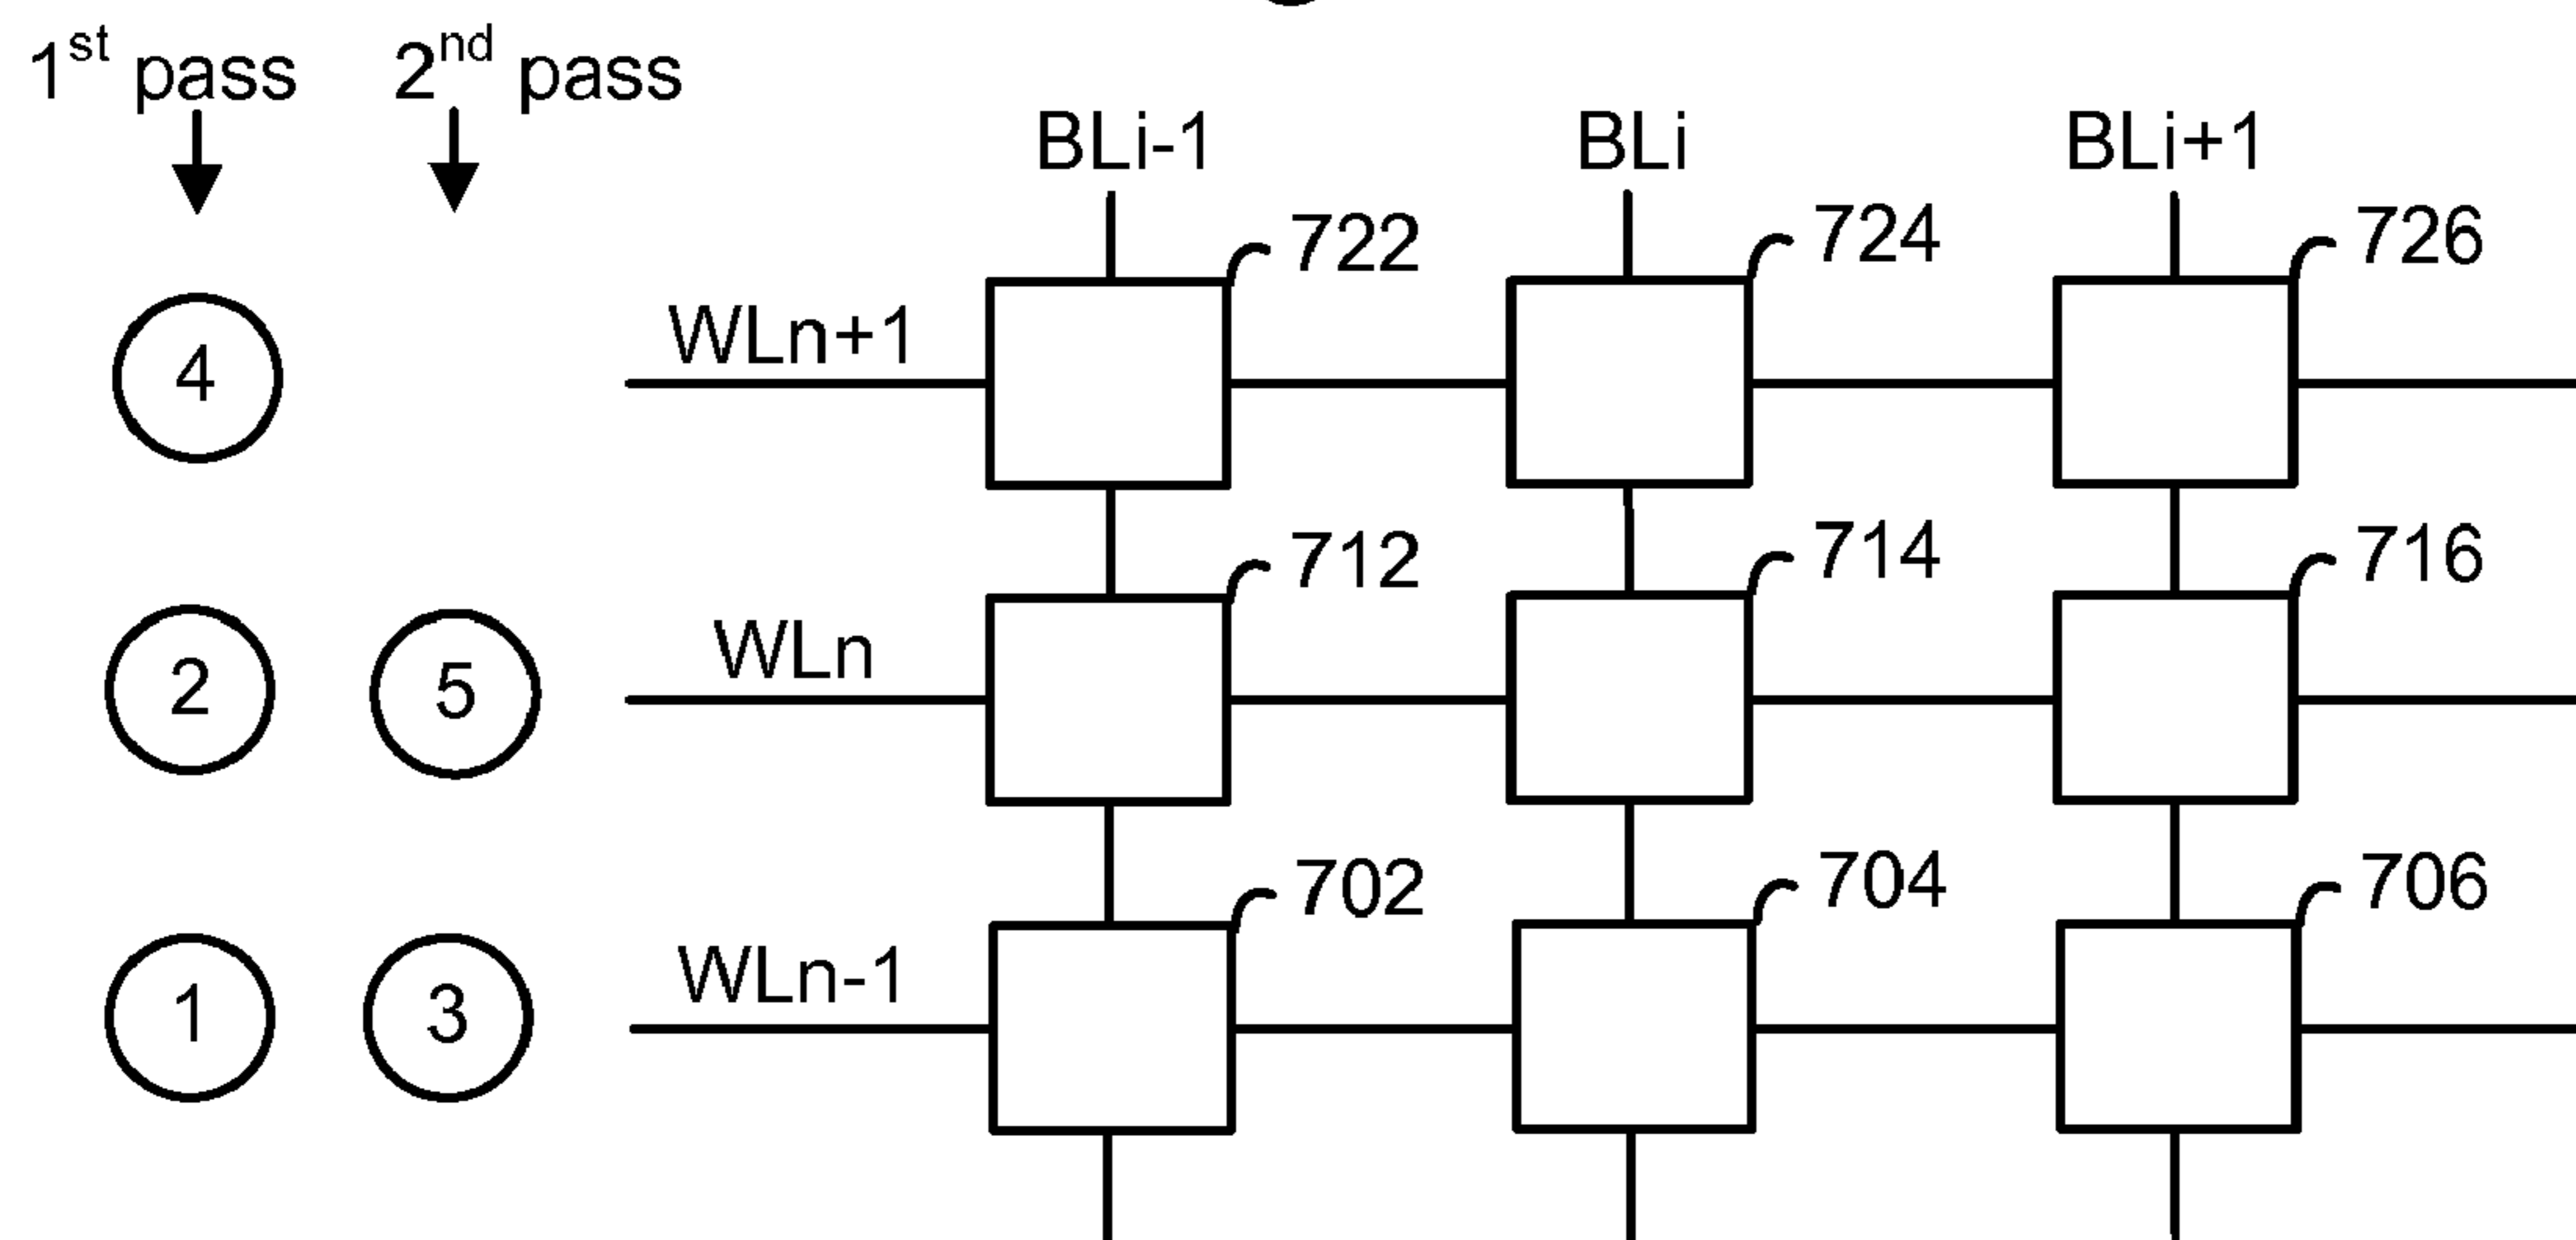 1st pass 2nd pass
BLi-1 BLi BLi+1
722 724 726
4 WLn+1
712 714 716
2 5 WLn
702 704 706
1 3 WLn-1